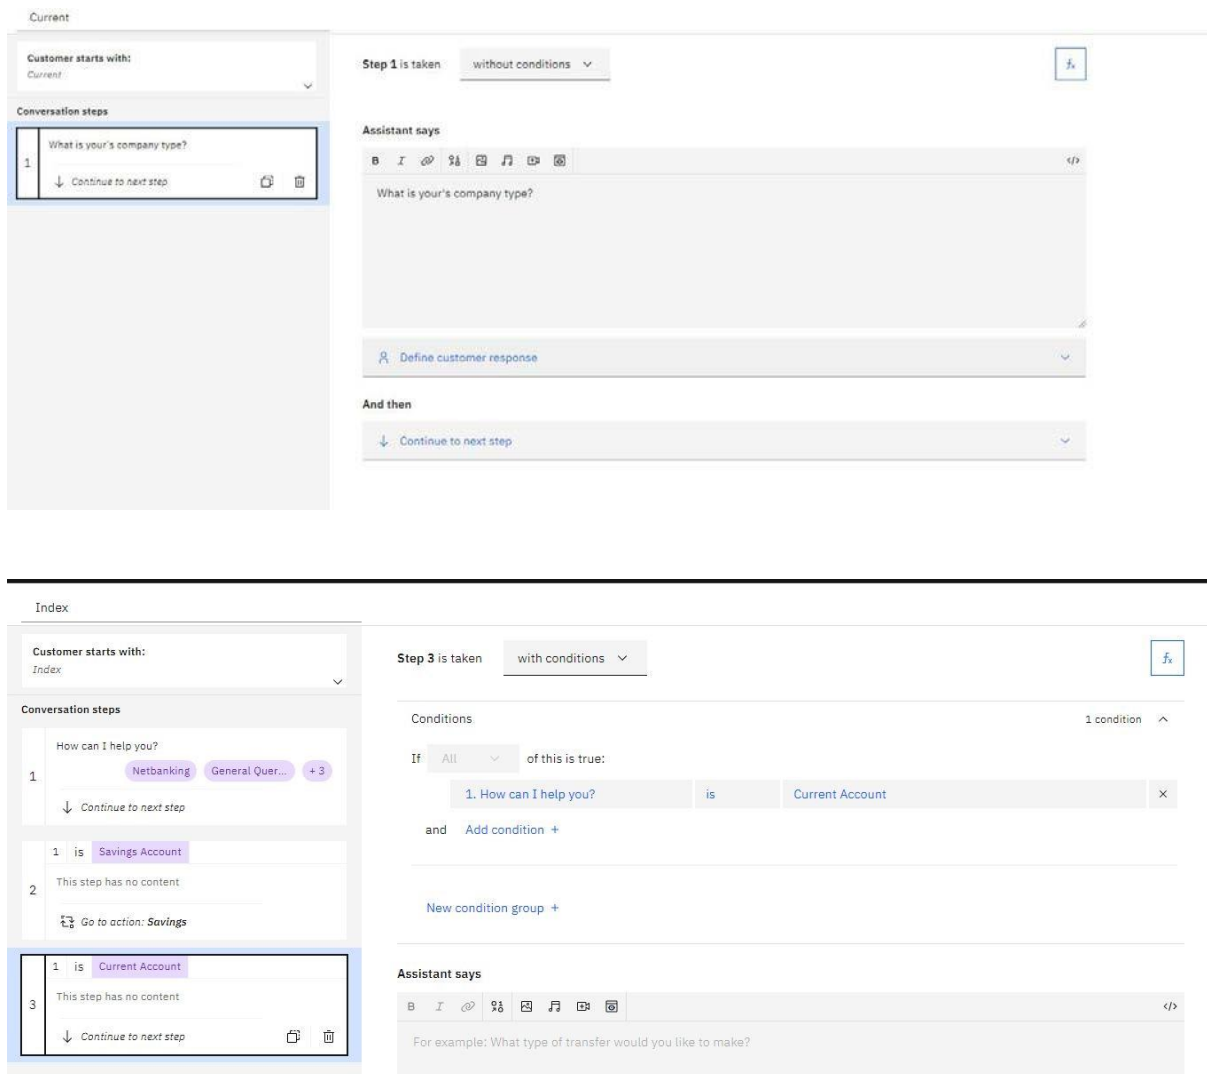 Current
Customer starts with:
Current
Conversation steps
1
What is your's company type?
Continue to next step
Step 1 is taken
without conditions
fx
Assistant says
B I </>
What is your's company type?
Define customer response
And then
Continue to next step
Index
Customer starts with:
Index
Conversation steps
1
How can I help you?
Netbanking General Quer... + 3
Continue to next step
2
1 is Savings Account
This step has no content
Go to action: Savings
3
1 is Current Account
This step has no content
Continue to next step
Step 3 is taken
with conditions
fx
Conditions
1 condition
If All of this is true:
1. How can I help you? is Current Account ×
and Add condition +
New condition group +
Assistant says
B I </>
For example: What type of transfer would you like to make?